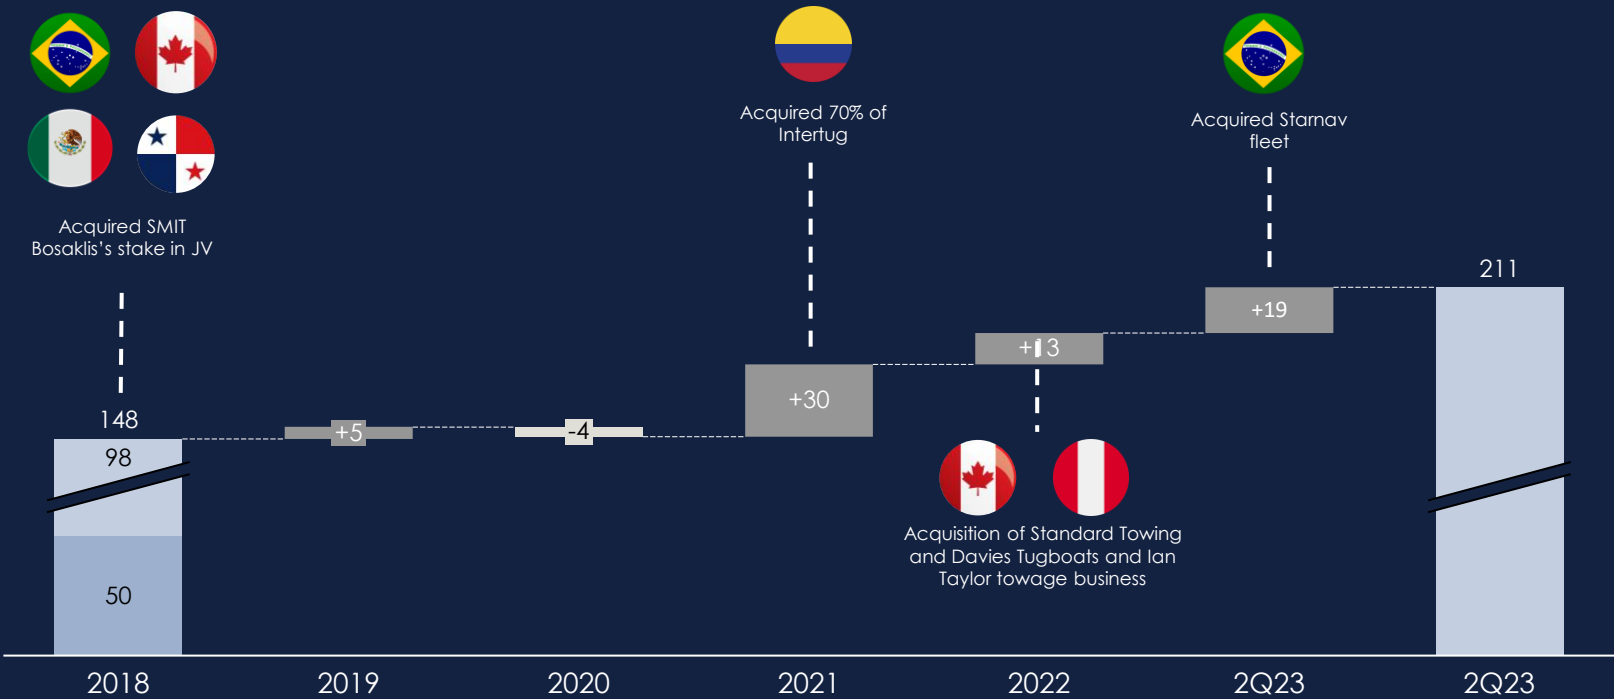 Acquired SMIT
Bosaklis's stake in JV
Acquired 70% of
Intertug
Acquired Starnav
fleet
148
98
50
+5
-4
+30
+13
+19
211
Acquisition of Standard Towing
and Davies Tugboats and Ian
Taylor towage business
2018
2019
2020
2021
2022
2Q23
2Q23